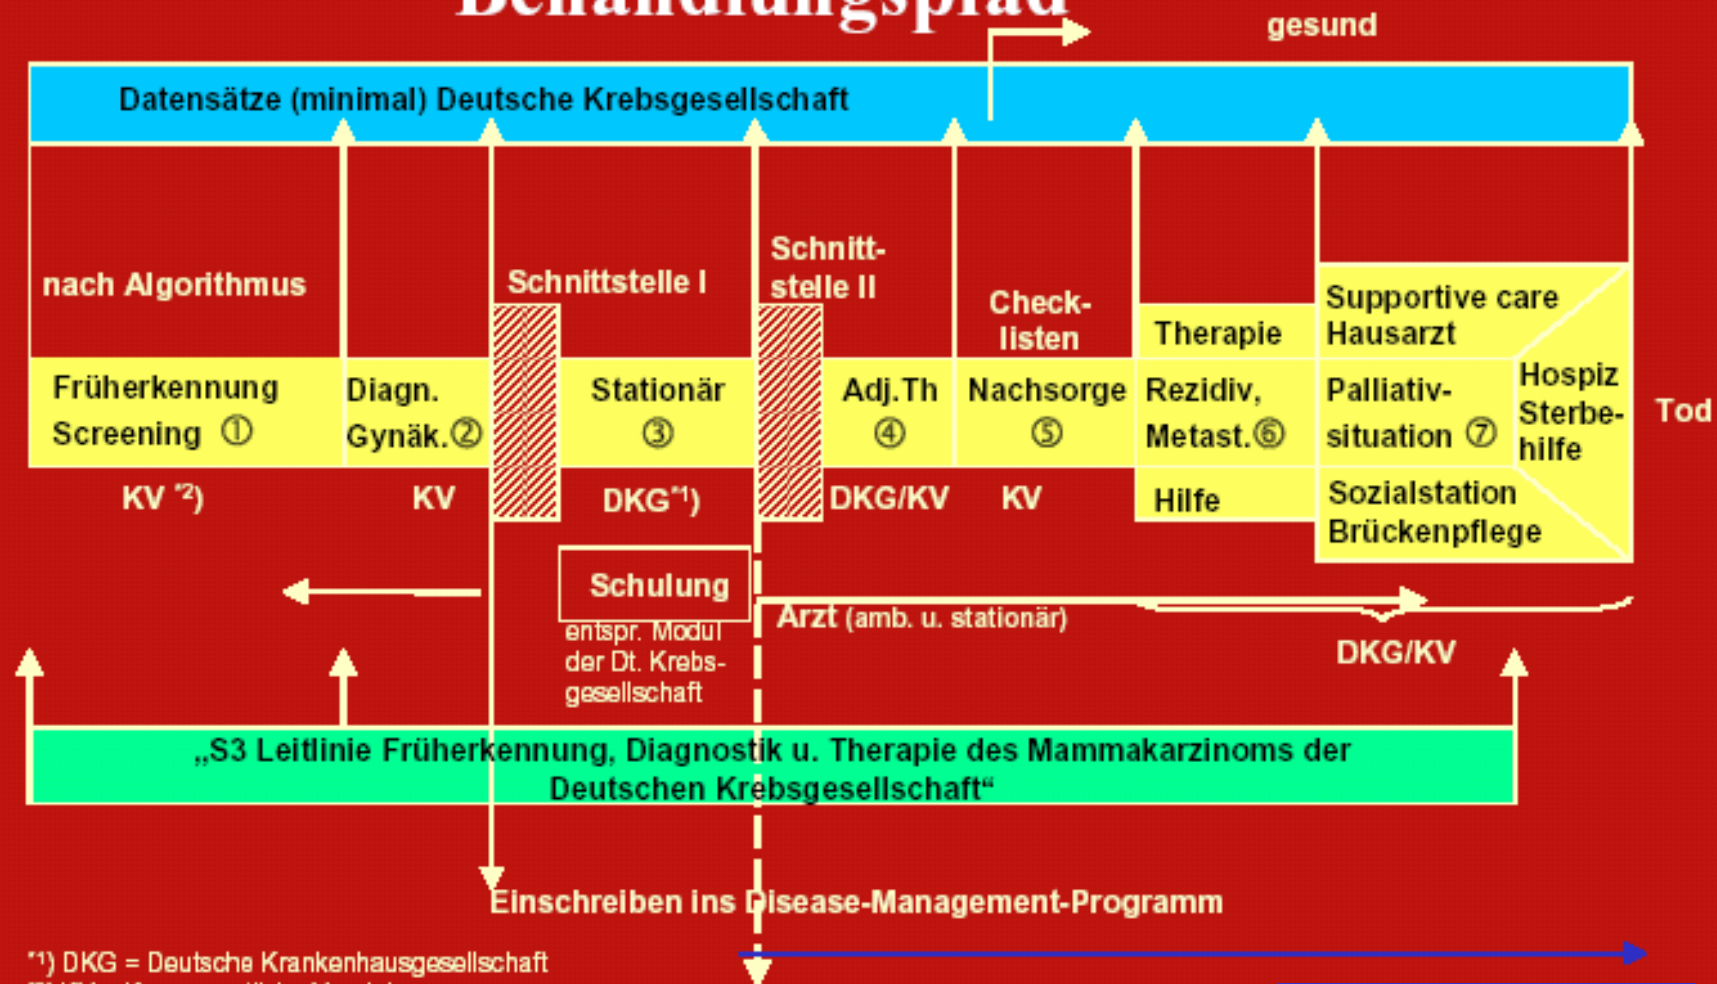 Behandlungspfad
gesund
Datensätze (minimal) Deutsche Krebsgesellschaft
nach Algorithmus
Schnittstelle I
Schnitt-
stelle II
Check-
listen
Therapie
Supportive care
Hausarzt
Früherkennung
Screening ①
Diagn.
Gynäk.②
Stationär
③
Adj.Th
④
Nachsorge
⑤
Rezidiv,
Metast.⑥
Palliativ-
situation ⑦
Hospiz
Sterbe-
hilfe
Tod
KV *2)
KV
DKG*1)
DKG/KV
KV
Hilfe
Sozialstation
Brückenpflege
Schulung
entspr. Modul
der Dt. Krebs-
gesellschaft
Arzt (amb. u. stationär)
DKG/KV
„S3 Leitlinie Früherkennung, Diagnostik u. Therapie des Mammakarzinoms der
Deutschen Krebsgesellschaft“
Einschreiben ins Disease-Management-Programm
*1) DKG = Deutsche Krankenhausgesellschaft